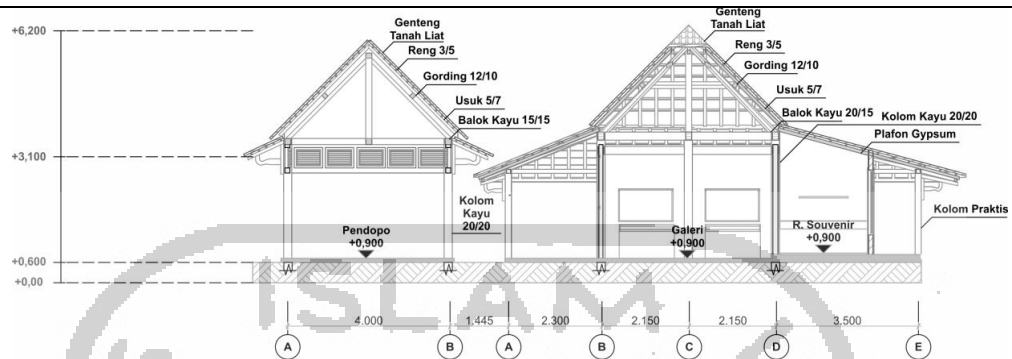 +6,200
+3,100
+0,600
+0,00
Genteng
Tanah Liat
Reng 3/5
Gording 12/10
Usuk 5/7
Balok Kayu 15/15
Kolom
Kayu
20/20
Pendopo
+0,900
Genteng
Tanah Liat
Reng 3/5
Gording 12/10
Usuk 5/7
Balok Kayu 20/15
Kolom Kayu 20/20
Plafon Gypsum
Kolom Praktis
Galeri
+0,900
R. Souvenir
+0,900
ISLAM
4.000
1.445
2.300
2.150
2.150
3.500
A
B
A
B
C
D
E